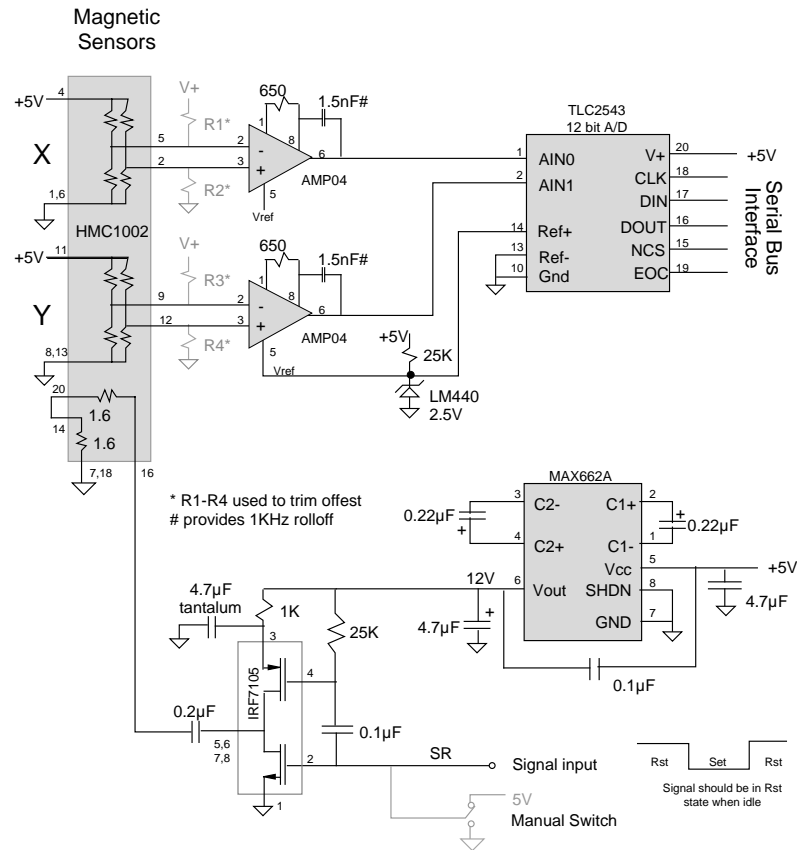 Magnetic
Sensors
4
+5V
X
5
2
1,6
HMC1002
V+
R1*
R2*
650
1
2
-
3
+
8
6
5
Vref
AMP04
1.5nF#
TLC2543
12 bit A/D
1
AIN0
2
AIN1
14
Ref+
13
Ref-
10
Gnd
V+
20
+5V
CLK
18
DIN
17
DOUT
16
NCS
15
EOC
19
Serial Bus
Interface
11
+5V
Y
9
12
8,13
V+
R3*
R4*
650
1
2
-
3
+
8
6
5
Vref
AMP04
1.5nF#
+5V
25K
LM440
2.5V
20
1.6
14
1.6
7,18
16
* R1-R4 used to trim offest
# provides 1KHz rolloff
MAX662A
3
C2-
C1+
2
0.22µF
+
+
0.22µF
4
C2+
C1-
1
Vcc
5
+5V
12V
6
Vout
SHDN
8
4.7µF
GND
7
4.7µF
+
0.1µF
4.7µF
tantalum
1K
25K
3
IRF7105
4
0.2µF
5,6
7,8
0.1µF
2
SR
Signal input
1
5V
Manual Switch
Rst
Set
Rst
Signal should be in Rst
state when idle